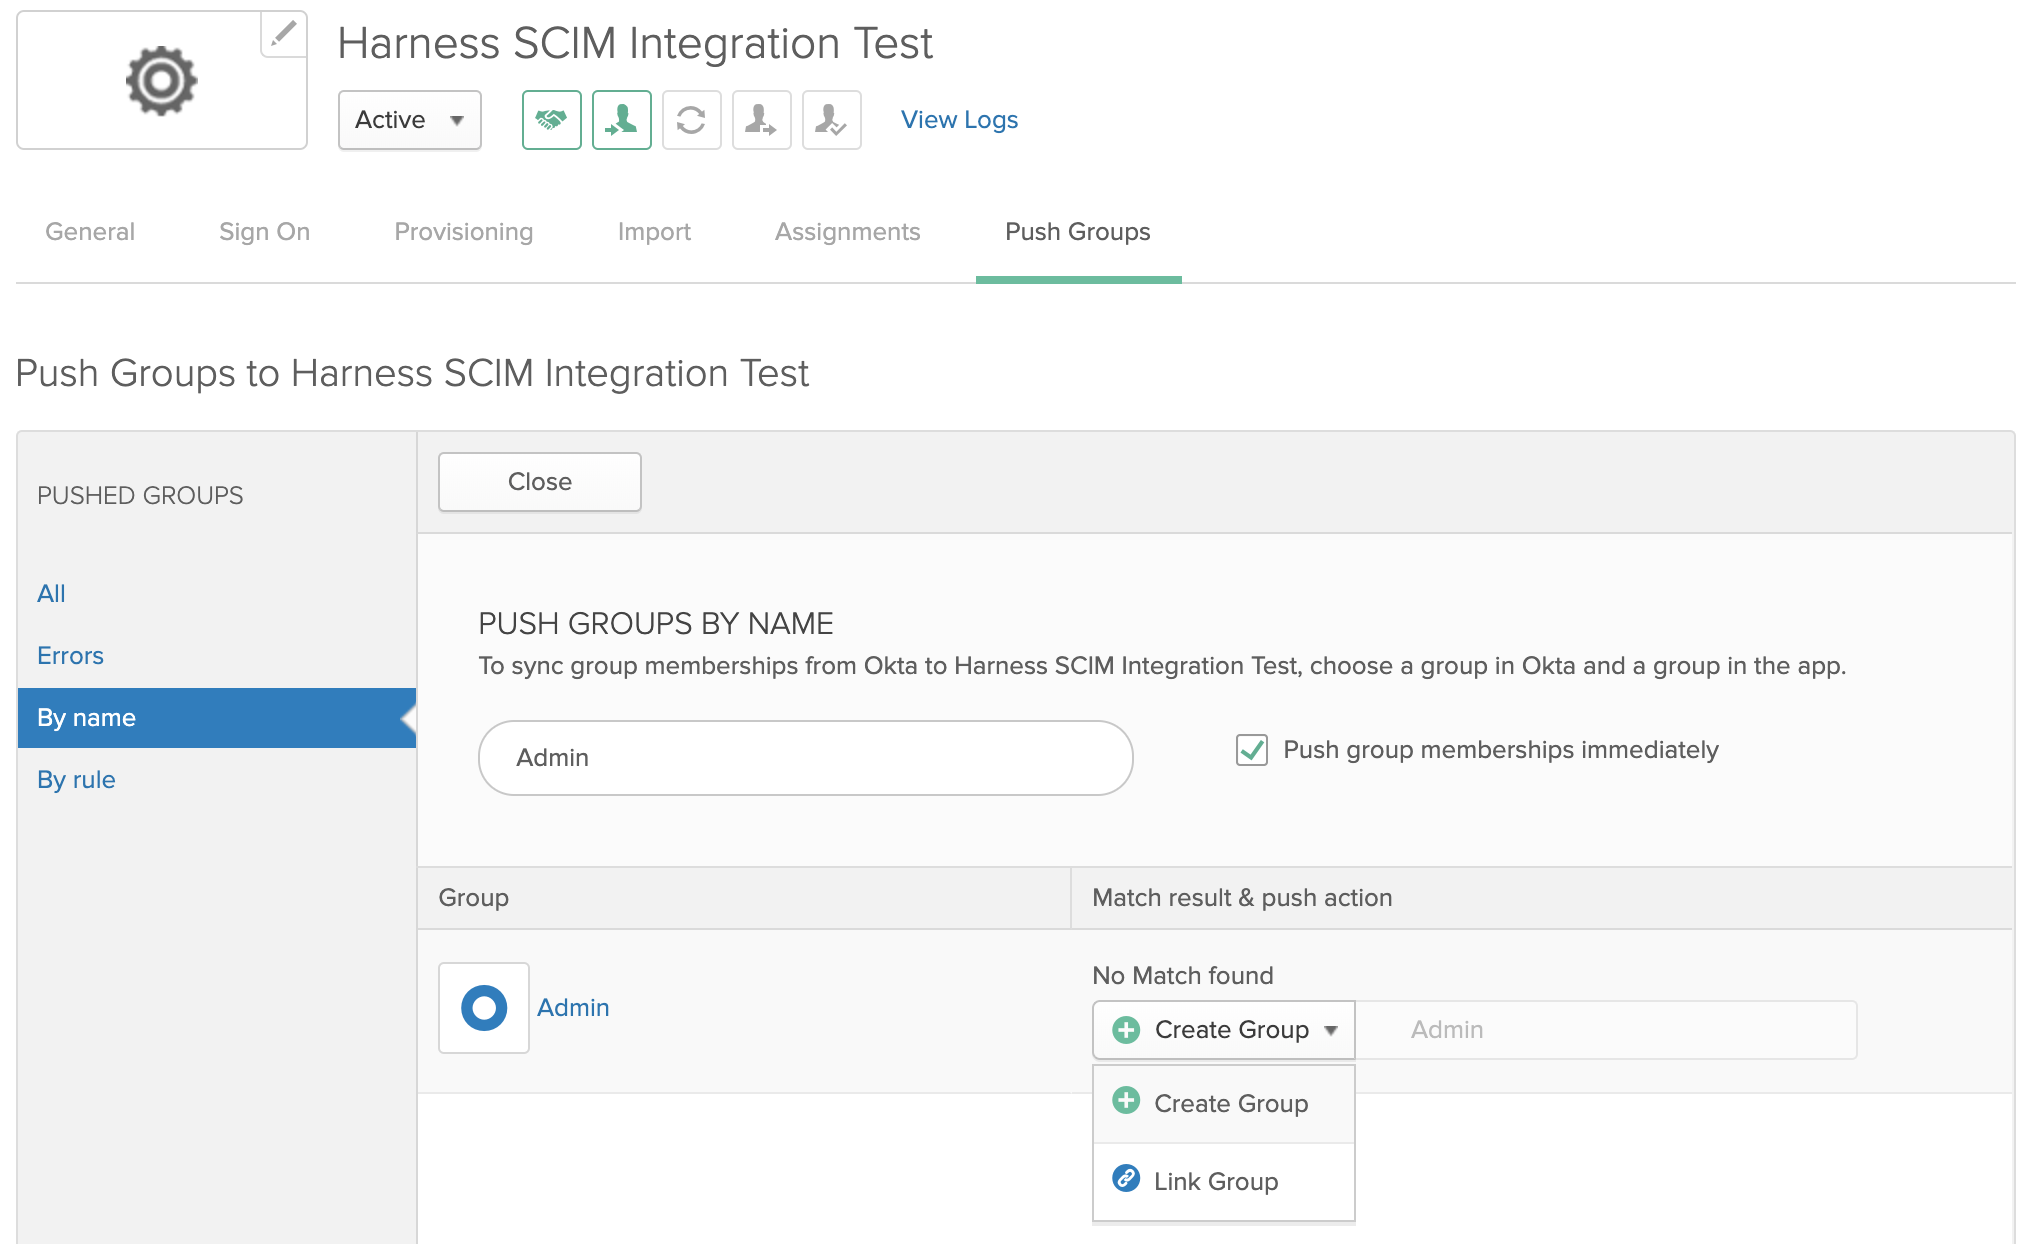 Harness SCIM Integration Test
Active
View Logs
General
Sign On
Provisioning
Import
Assignments
Push Groups
Push Groups to Harness SCIM Integration Test
PUSHED GROUPS
All
Errors
By name
By rule
Close
PUSH GROUPS BY NAME
To sync group memberships from Okta to Harness SCIM Integration Test, choose a group in Okta and a group in the app.
Admin
Push group memberships immediately
Group
Match result & push action
Admin
No Match found
Create Group
Admin
Create Group
Link Group